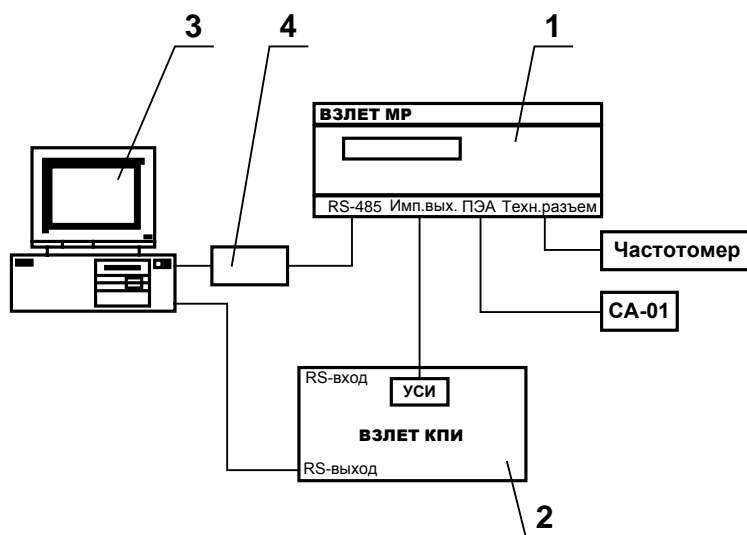 3
4
1
ВЗЛЕТ МР
RS-485 Имп.вых. ПЭА Техн.разъем
Частотомер
СА-01
RS-вход
УСИ
ВЗЛЕТ КПИ
RS-выход
2